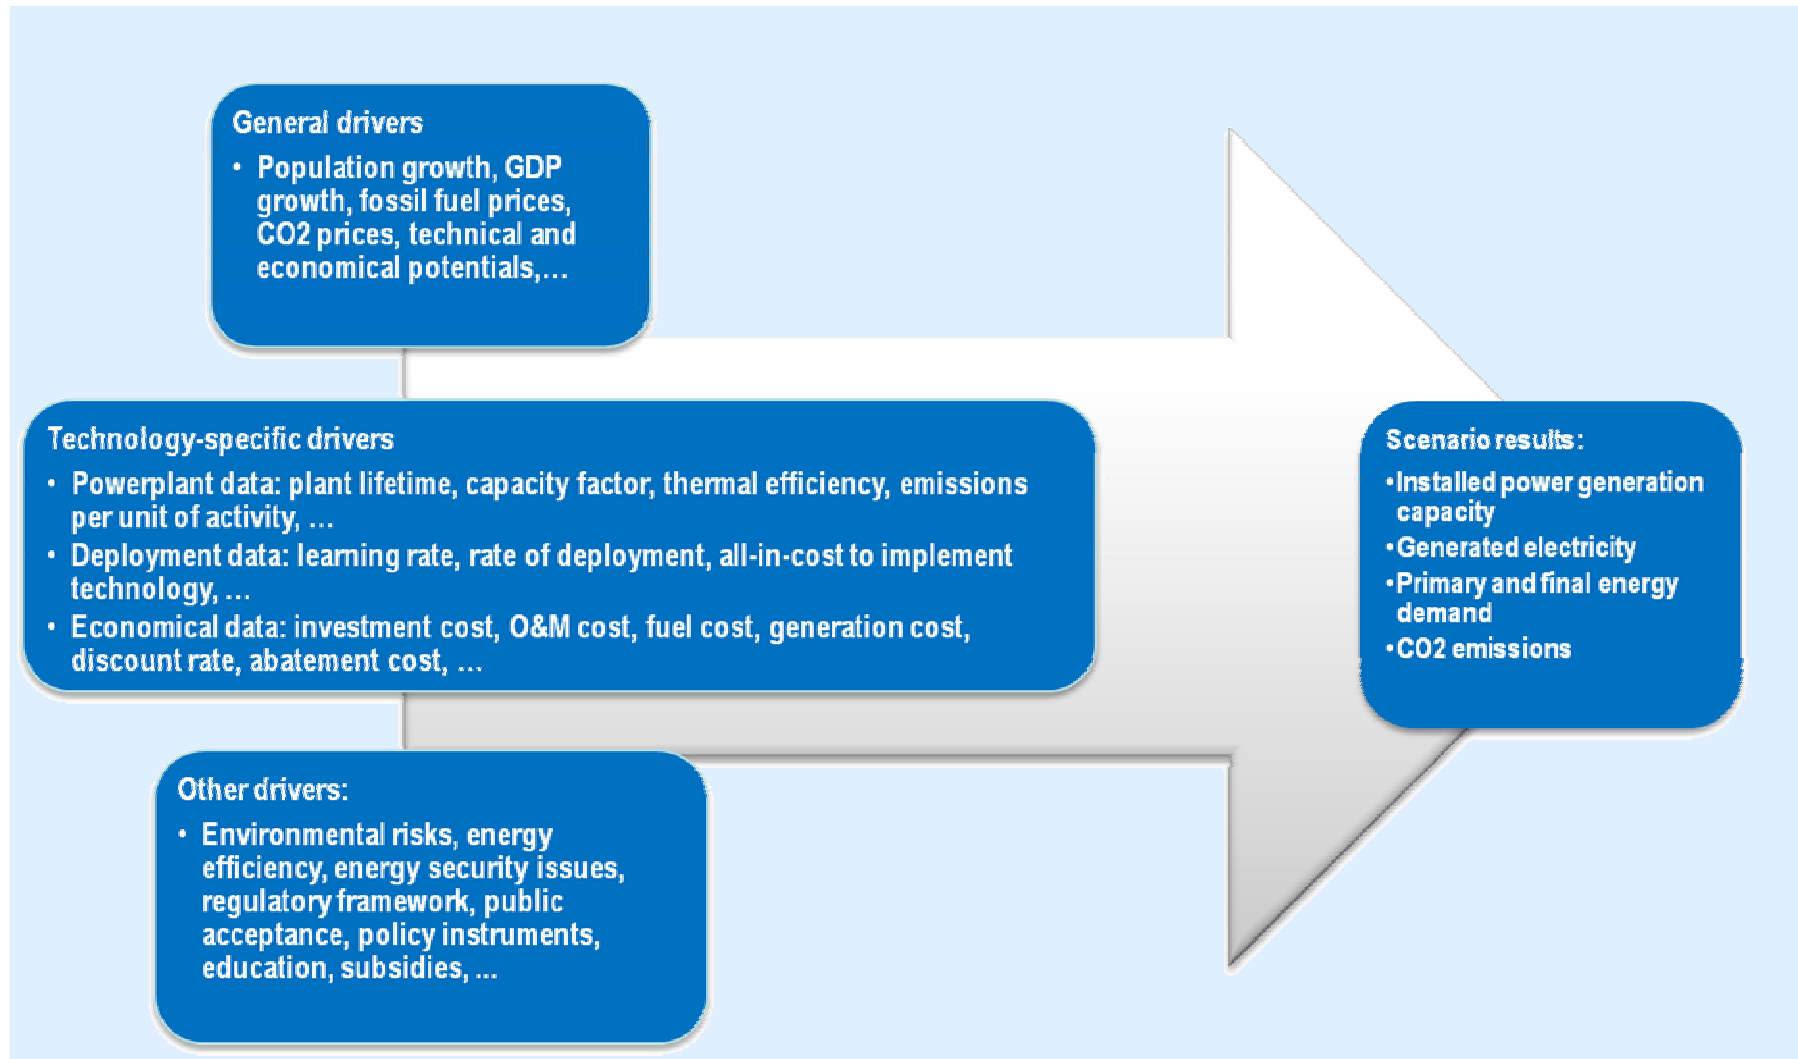 General drivers
• Population growth, GDP
growth, fossil fuel prices,
CO2 prices, technical and
economical potentials,…
Technology-specific drivers
• Powerplant data: plant lifetime, capacity factor, thermal efficiency, emissions
per unit of activity, …
• Deployment data: learning rate, rate of deployment, all-in-cost to implement
technology, …
• Economical data: investment cost, O&M cost, fuel cost, generation cost,
discount rate, abatement cost, …
Other drivers:
• Environmental risks, energy
efficiency, energy security issues,
regulatory framework, public
acceptance, policy instruments,
education, subsidies, ...
Scenario results:
•Installed power generation
capacity
•Generated electricity
•Primary and final energy
demand
•CO2 emissions